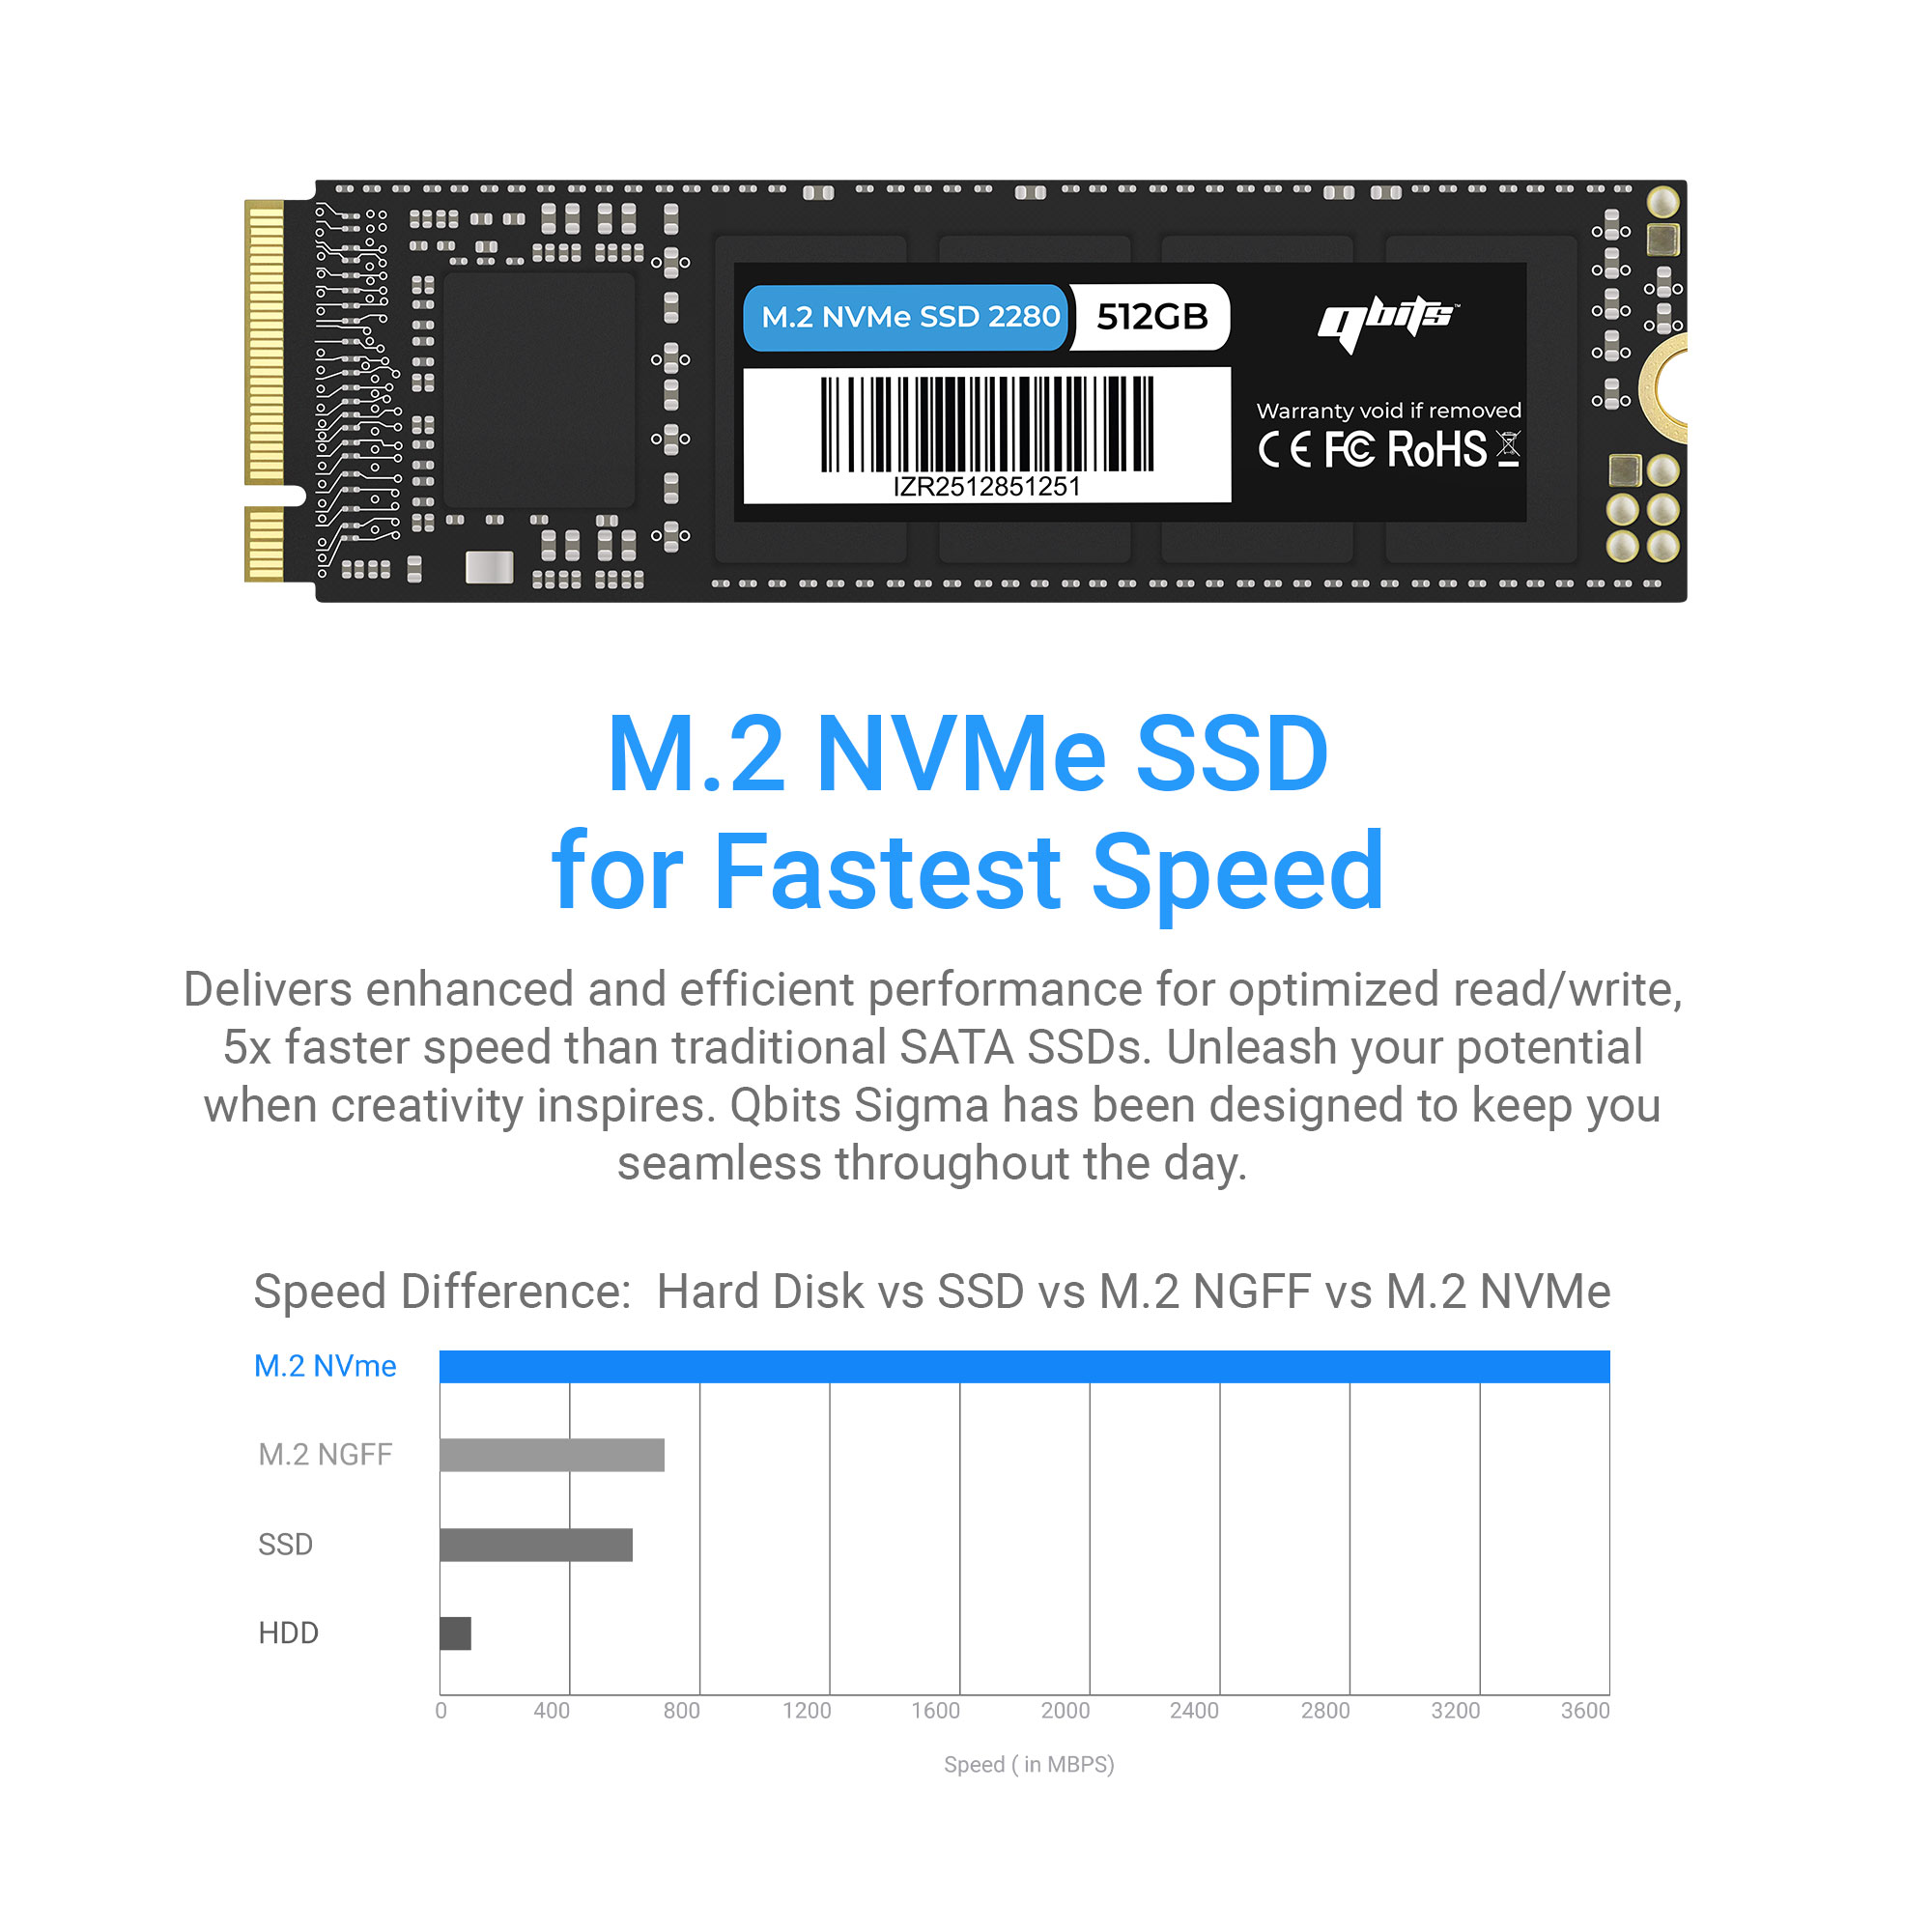 M.2 NVMe SSD 2280 512GB
qbits™
IZR2512851251
Warranty void if removed
CE FC RoHS
M.2 NVMe SSD
for Fastest Speed
Delivers enhanced and efficient performance for optimized read/write,
5x faster speed than traditional SATA SSDs. Unleash your potential
when creativity inspires. Qbits Sigma has been designed to keep you
seamless throughout the day.
Speed Difference: Hard Disk vs SSD vs M.2 NGFF vs M.2 NVMe
M.2 NVme
M.2 NGFF
SSD
HDD
0 400 800 1200 1600 2000 2400 2800 3200 3600
Speed ( in MBPS)